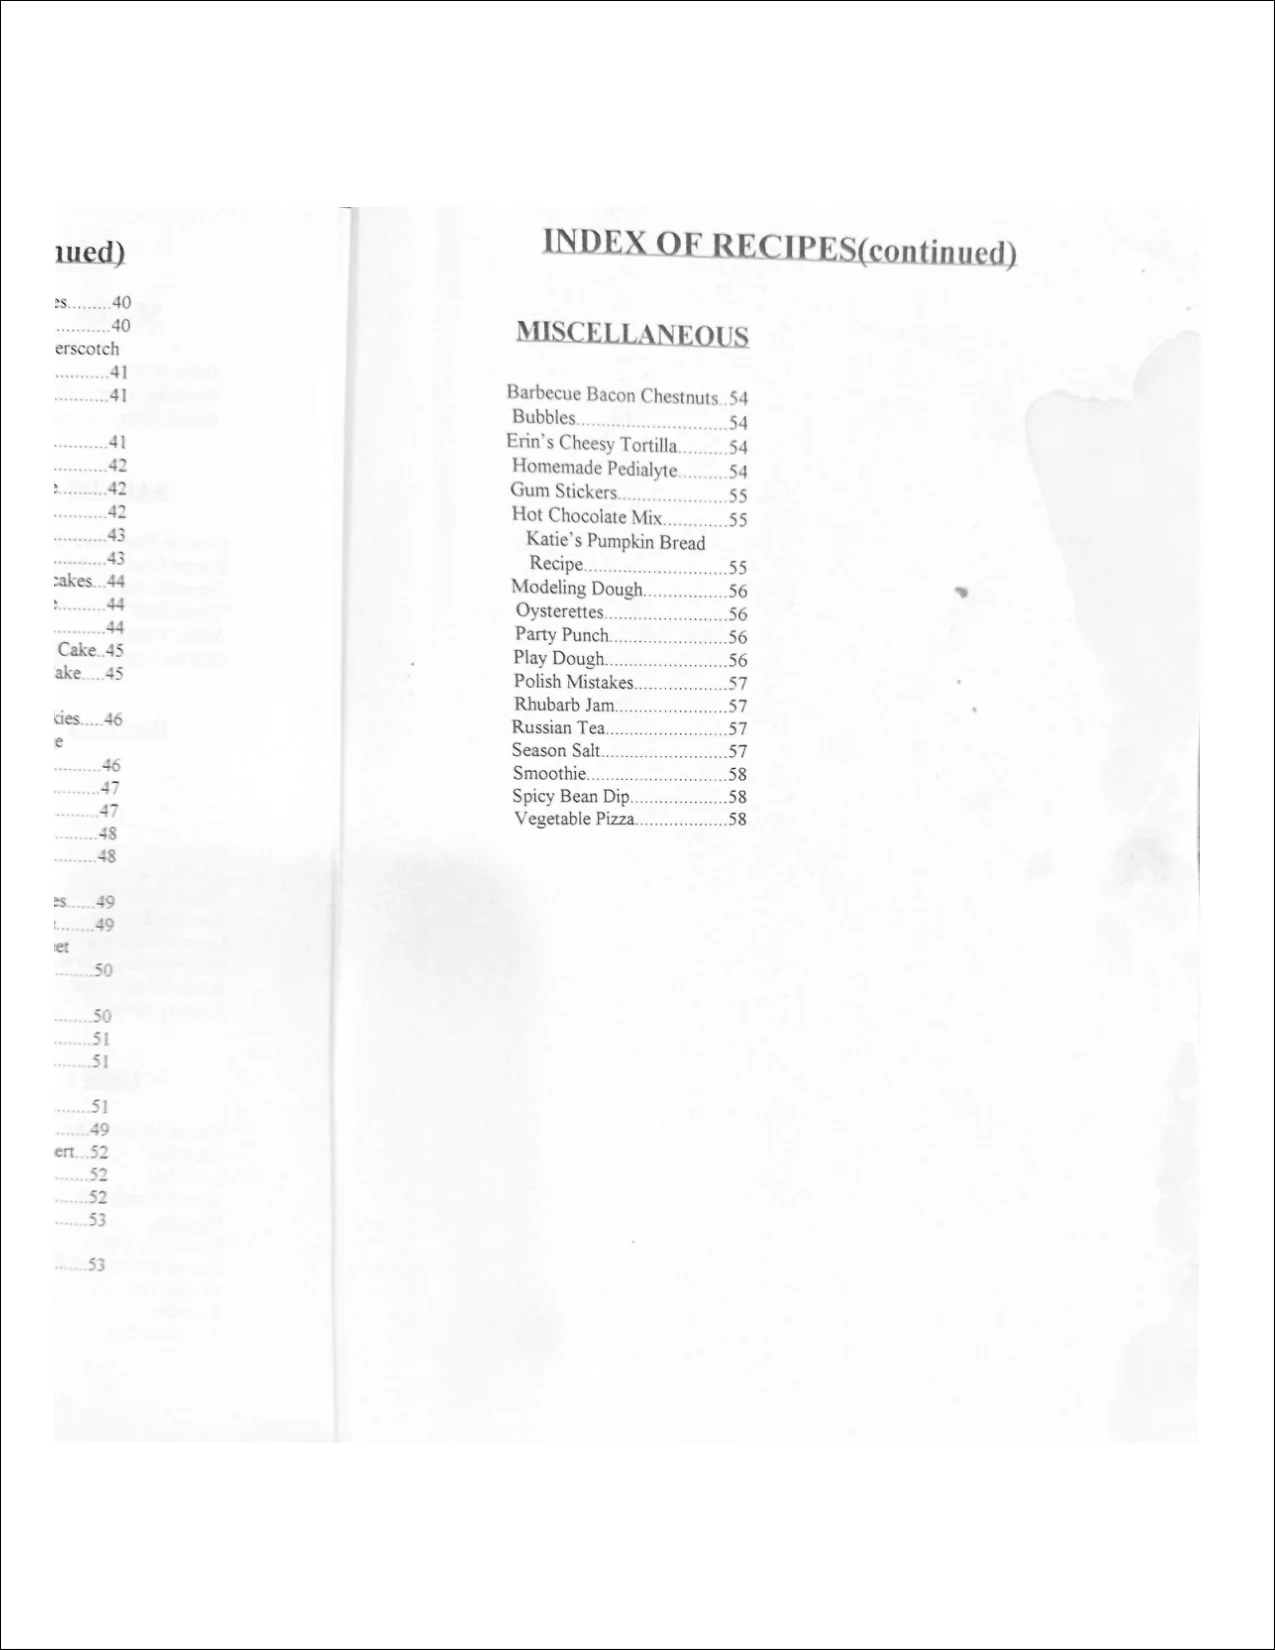 nued)
es.........40
...........40
erscotch
...........41
...........41
...........41
...........42
..........42
...........42
...........43
...........43
cakes...44
..........44
...........44
Cake..45
ake.....45
kies.....46
e
..........46
..........47
..........47
..........48
..........48
es......49
........49
et
........50
........50
........51
........51
........51
.......49
ert...52
.......52
.......52
.......53
.......53
INDEX OF RECIPES(continued)
MISCELLANEOUS
Barbecue Bacon Chestnuts..54
Bubbles.............................54
Erin's Cheesy Tortilla..........54
Homemade Pedialyte..........54
Gum Stickers......................55
Hot Chocolate Mix.............55
Katie's Pumpkin Bread
Recipe.............................55
Modeling Dough.................56
Oysterettes.........................56
Party Punch........................56
Play Dough.........................56
Polish Mistakes...................57
Rhubarb Jam.......................57
Russian Tea.........................57
Season Salt..........................57
Smoothie.............................58
Spicy Bean Dip....................58
Vegetable Pizza...................58